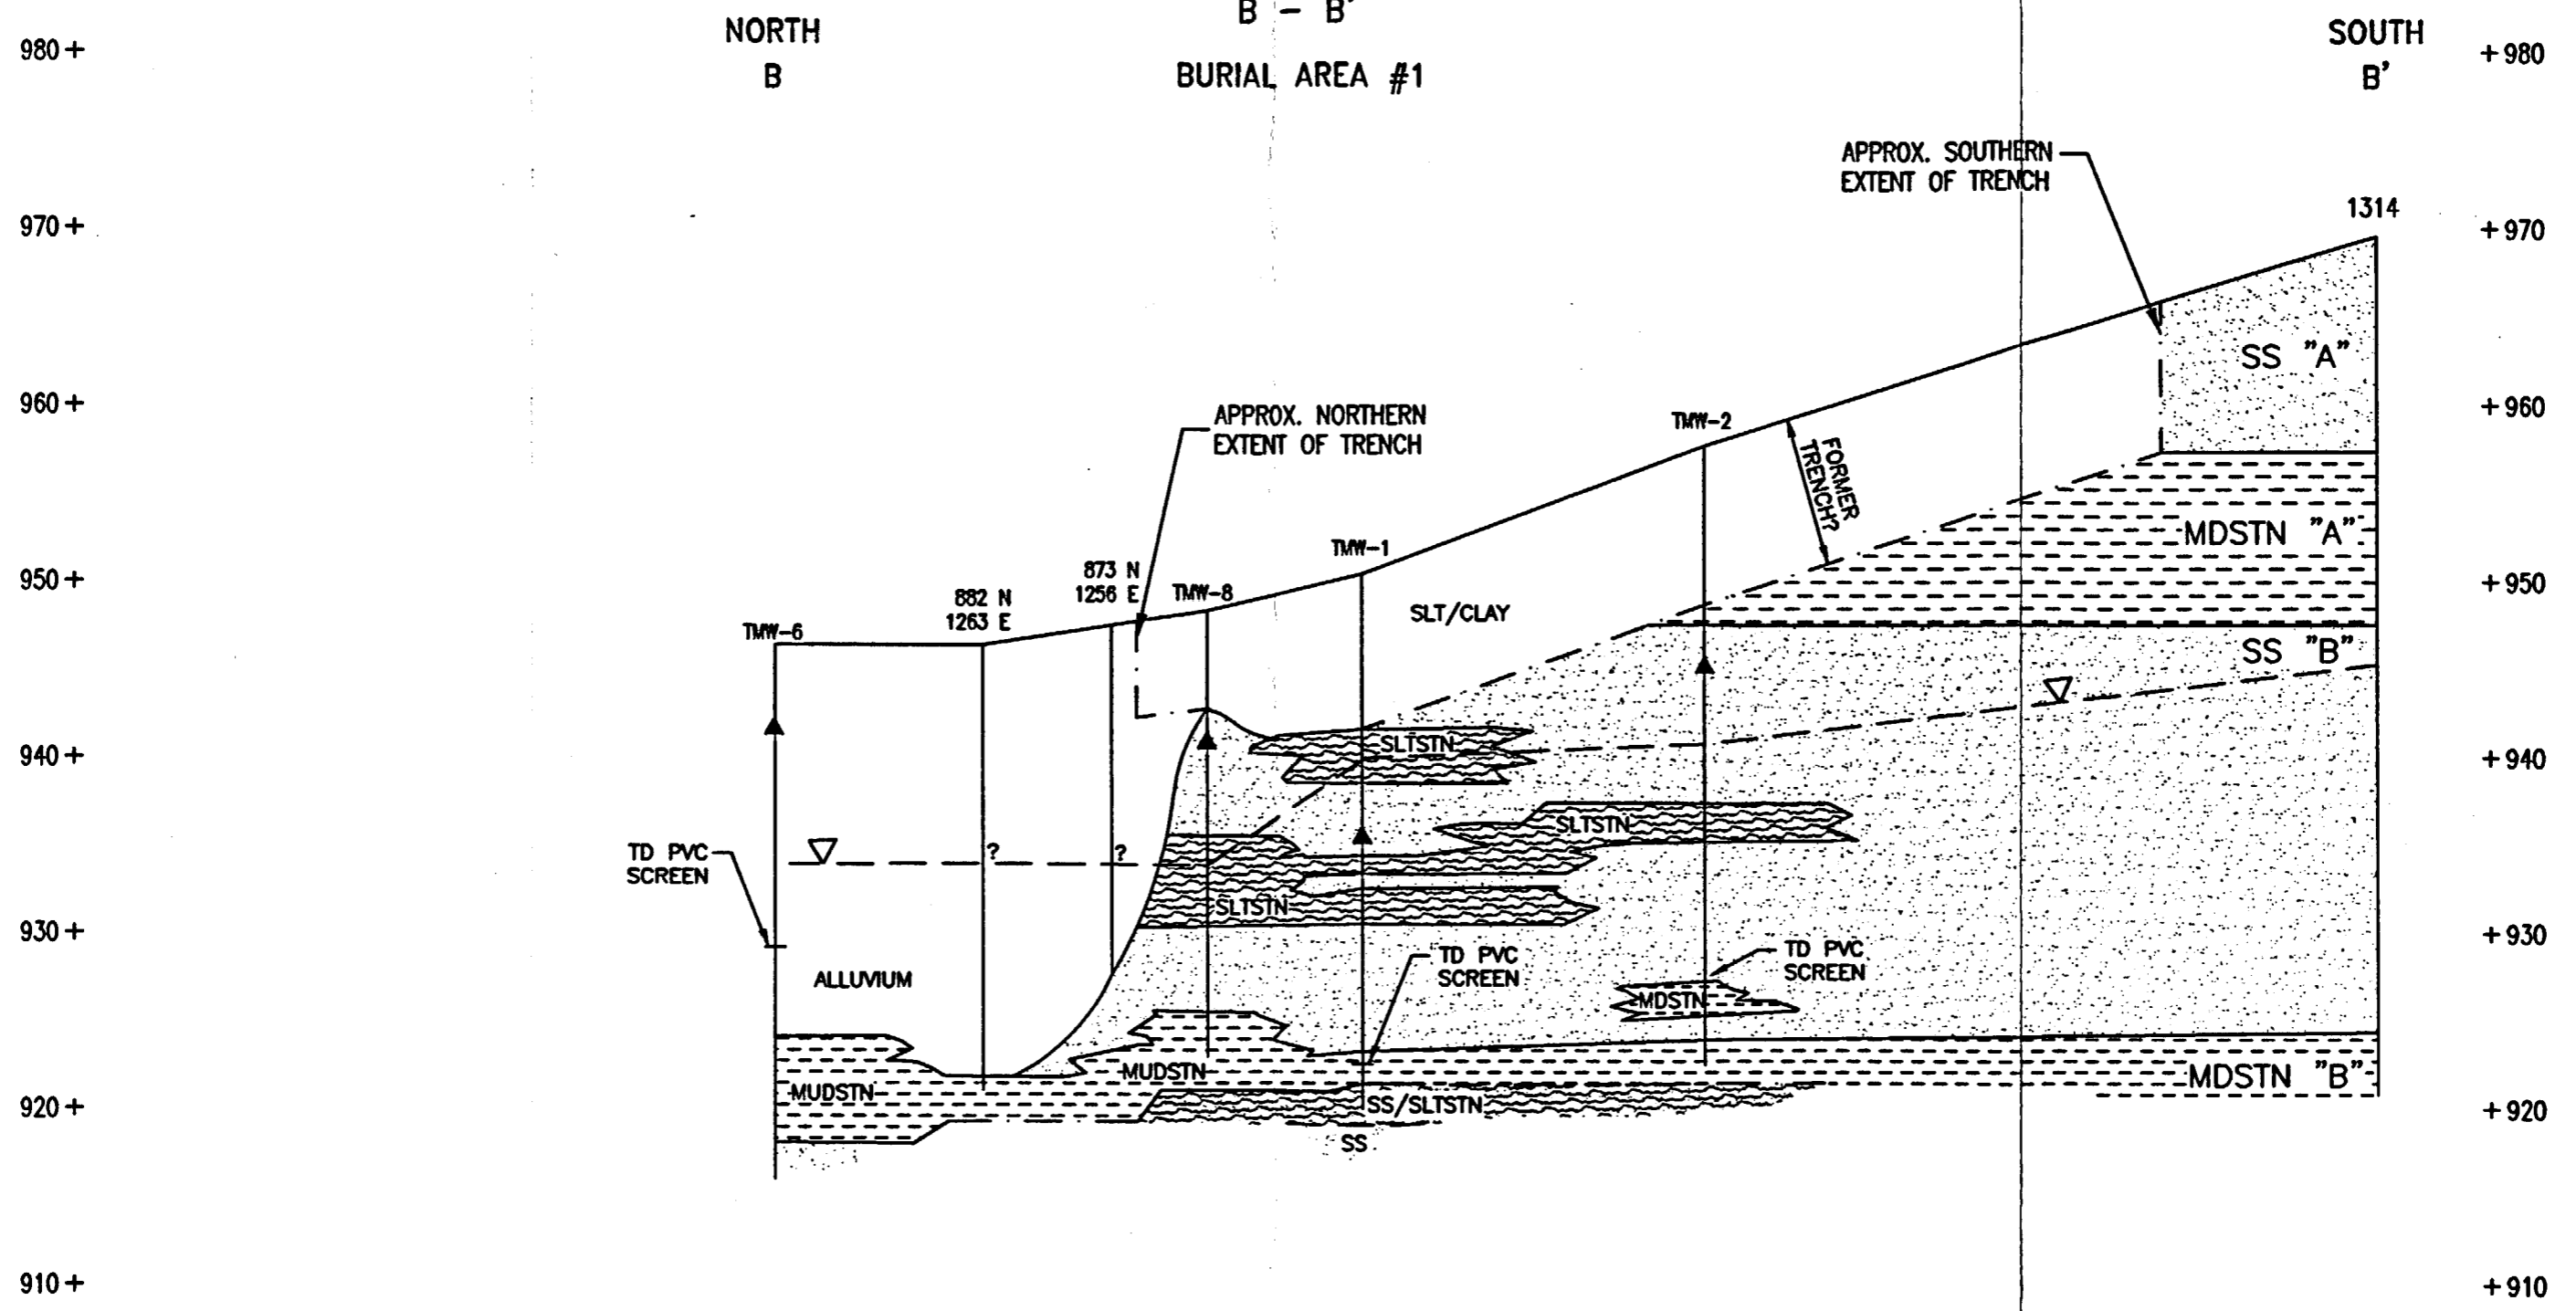 B - B'
NORTH
B
BURIAL AREA #1
SOUTH
B'
980+
+980
APPROX. SOUTHERN
EXTENT OF TRENCH
1314
970+
+970
SS "A"
960+
+960
APPROX. NORTHERN
EXTENT OF TRENCH
TMW-2
FORMER
TRENCH?
MDSTN "A"
TMW-1
950+
+950
873 N
1256 E
TMW-8
882 N
1263 E
SLT/CLAY
TMW-6
SS "B"
940+
+940
SLTSTN
SLTSTN
TD PVC
SCREEN
?
?
SLTSTN
930+
+930
TD PVC
SCREEN
TD PVC
SCREEN
ALLUVIUM
MDSTN
MUDSTN
MDSTN "B"
MUDSTN
920+
+920
SS/SLTSTN
SS
910+
+910